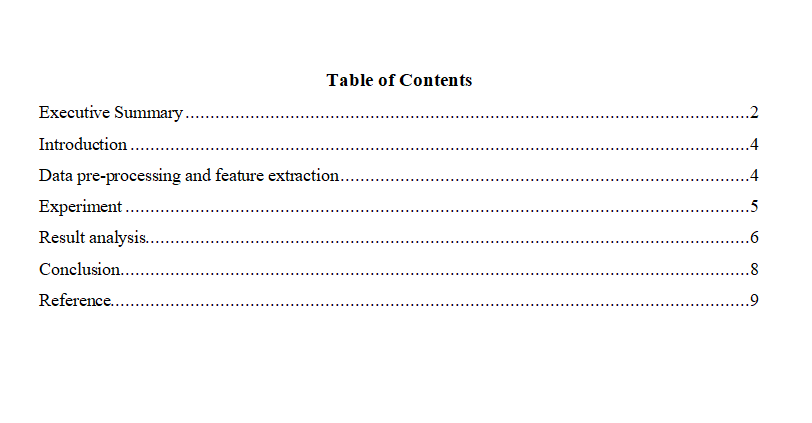 Table of Contents
Executive Summary........................................................................................................2
Introduction........................................................................................................4
Data pre-processing and feature extraction........................................................................................................4
Experiment........................................................................................................5
Result analysis........................................................................................................6
Conclusion........................................................................................................8
Reference........................................................................................................9